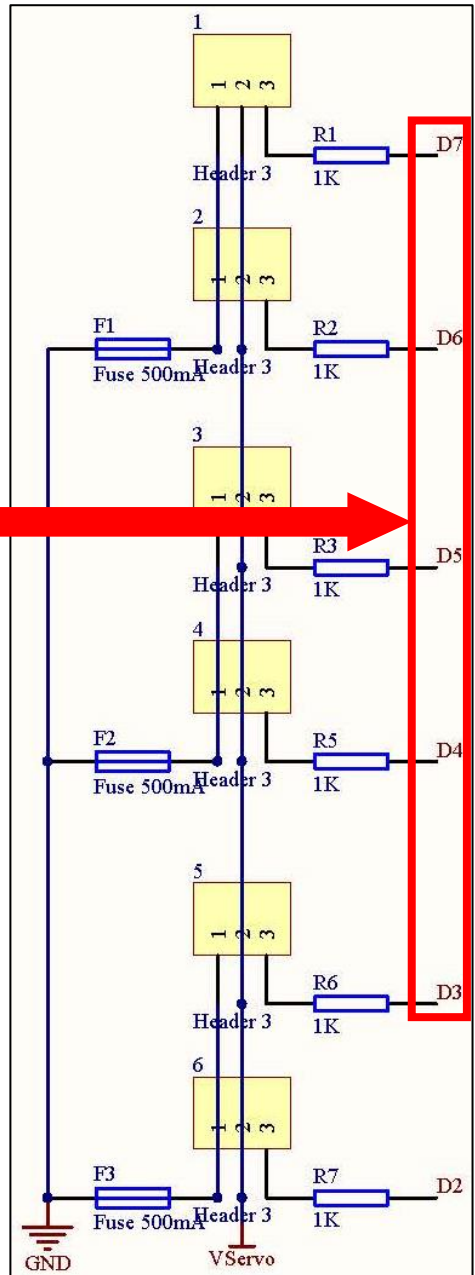 1
1 2 3
R1
D7
Header 3
1K
2
1 2 3
F1
R2
D6
Fuse 500mA
Header 3
1K
3
1 2 3
R3
D5
Header 3
1K
4
1 2 3
F2
R5
D4
Fuse 500mA
Header 3
1K
5
1 2 3
R6
D3
Header 3
1K
6
1 2 3
F3
R7
D2
Fuse 500mA
Header 3
1K
GND
VServo